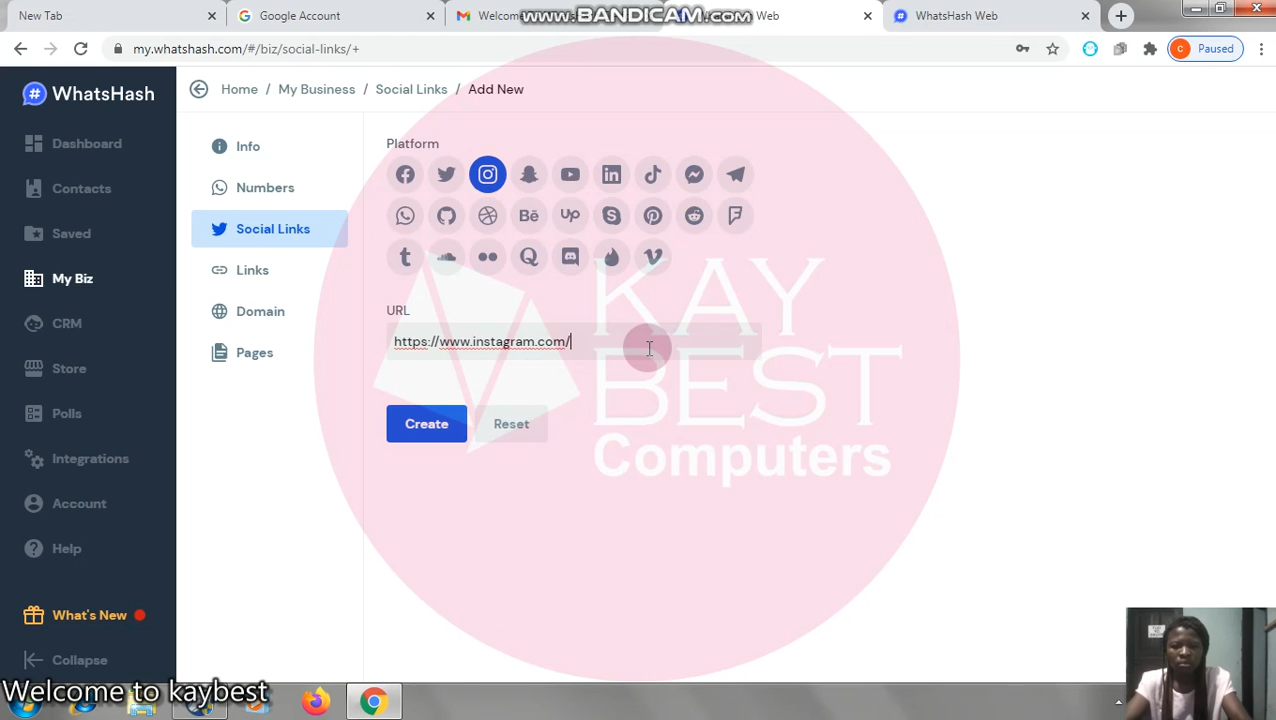 New Tab
Google Account
Welcome
www.BANDICAM.com
Web
WhatsHash Web
my.whatshash.com/#/biz/social-links/+
C Paused
# WhatsHash
Home / My Business / Social Links / Add New
Dashboard
Contacts
Saved
My Biz
CRM
Store
Polls
Integrations
Account
Help
What's New
Collapse
Info
Numbers
Social Links
Links
Domain
Pages
Platform
URL
https://www.instagram.com/
Create
Reset
KAY
BEST
Computers
Welcome to kaybest